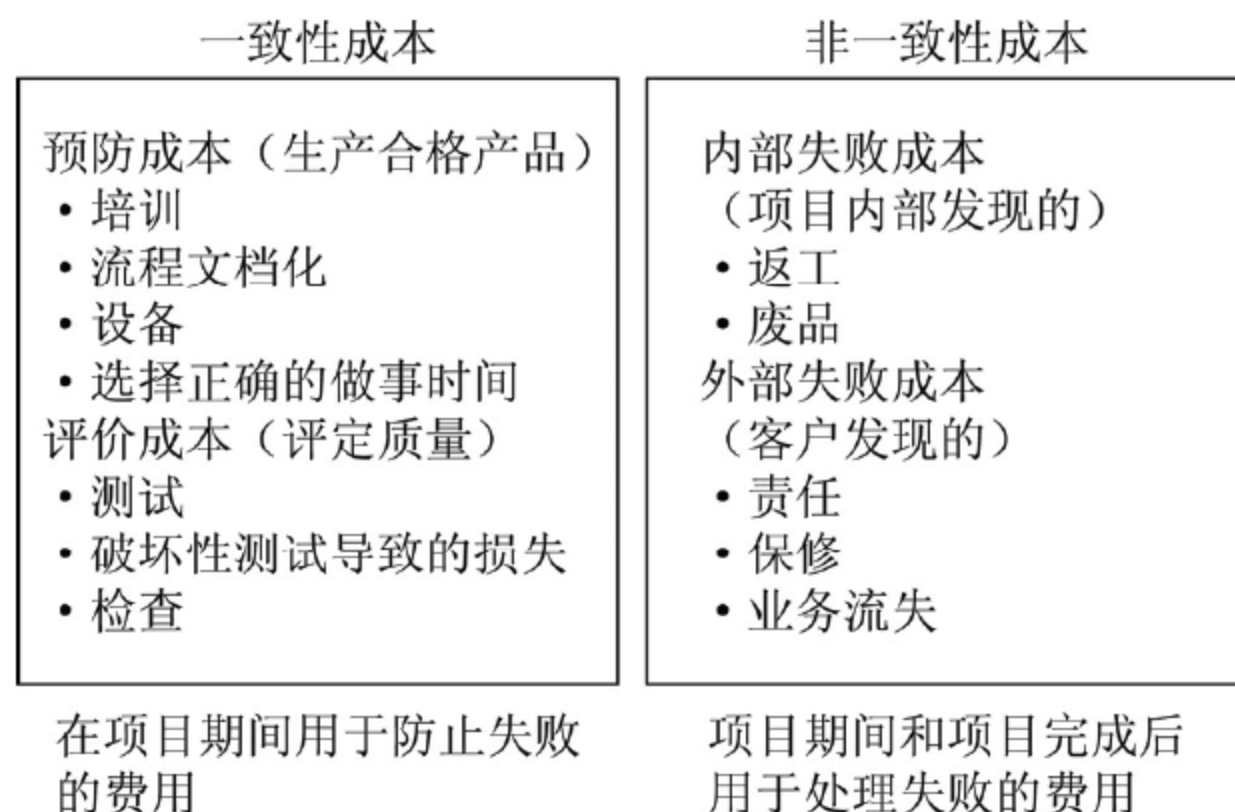 一致性成本
预防成本（生产合格产品）
•培训
•流程文档化
•设备
•选择正确的做事时间
评价成本（评定质量）
•测试
•破坏性测试导致的损失
•检查
在项目期间用于防止失败
的费用
非一致性成本
内部失败成本
（项目内部发现的）
•返工
•废品
外部失败成本
（客户发现的）
•责任
•保修
•业务流失
项目期间和项目完成后
用于处理失败的费用